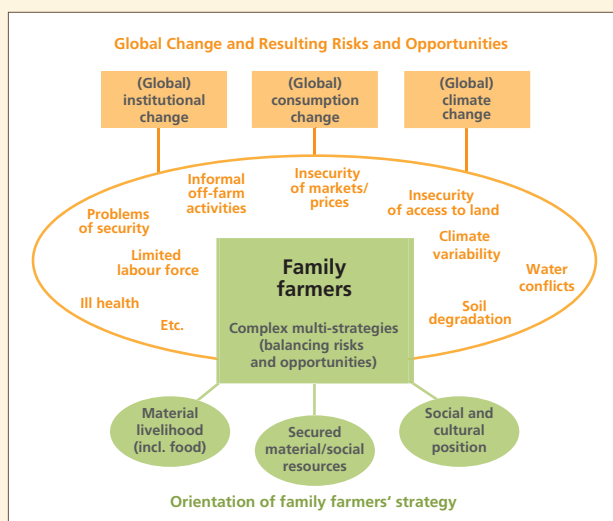 Global Change and Resulting Risks and Opportunities
(Global)
institutional
change
(Global)
consumption
change
(Global)
climate
change
Problems
of security
Informal
off-farm
activities
Insecurity
of markets/
prices
Insecurity
of access to land
Limited
labour force
Climate
variability
Water
conflicts
Ill health
Etc.
Soil
degradation
Family
farmers
Complex multi-strategies
(balancing risks
and opportunities)
Material
livelihood
(incl. food)
Secured
material/social
resources
Social and
cultural
position
Orientation of family farmers' strategy